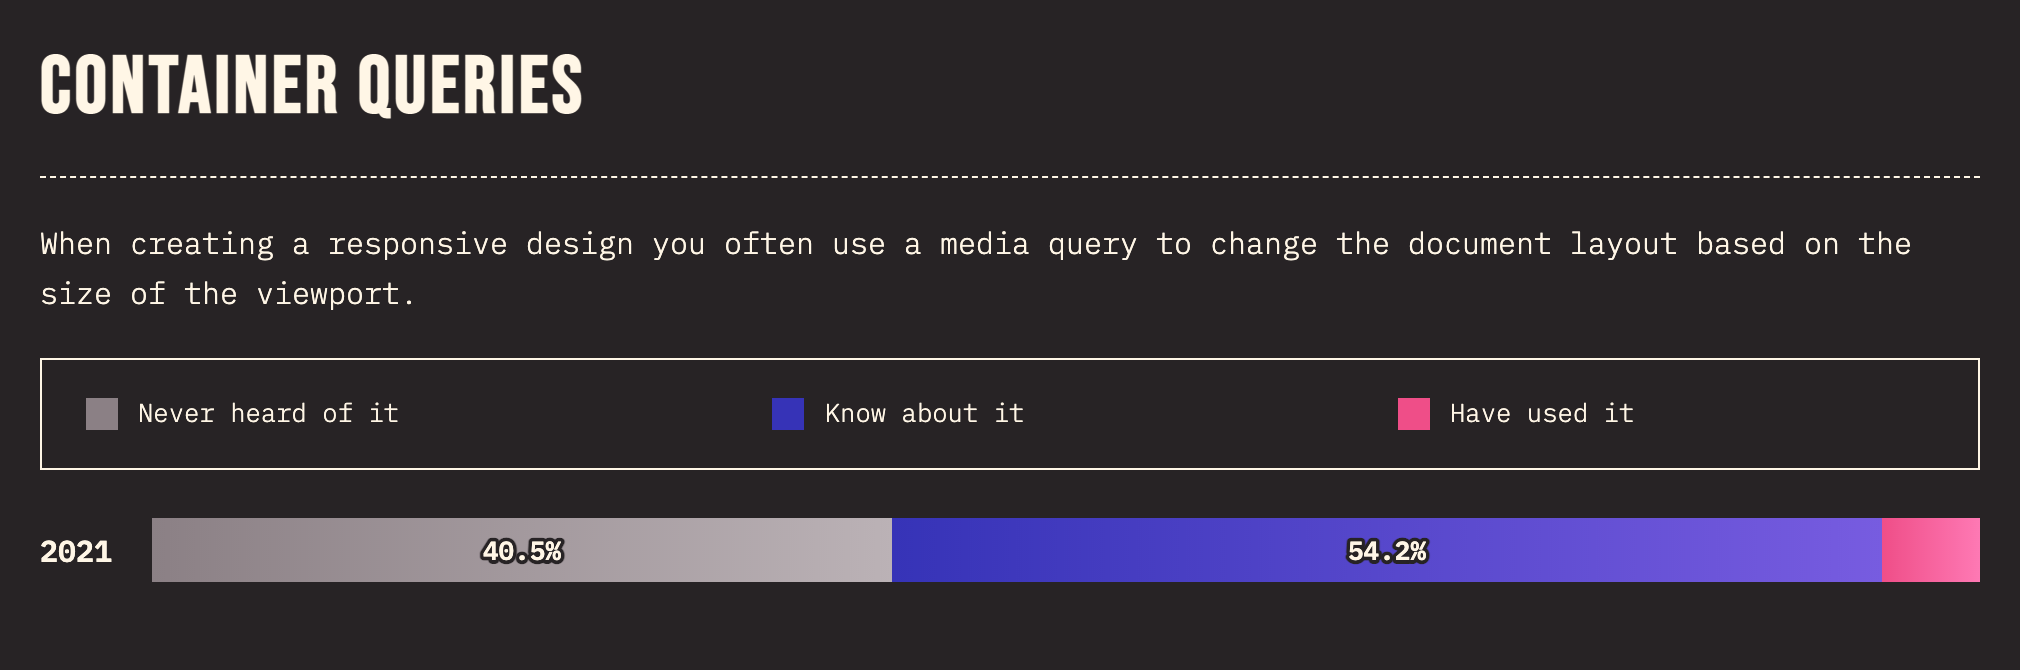 CONTAINER QUERIES
When creating a responsive design you often use a media query to change the document layout based on the
size of the viewport.
Never heard of it
Know about it
Have used it
2021
40.5%
54.2%